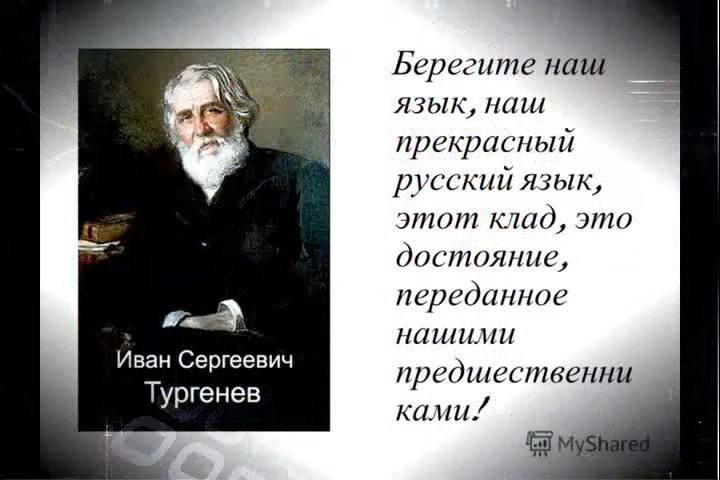 Берегите наш
язык, наш
прекрасный
русский язык,
этот клад, это
достояние,
переданное
нашими
предшественни
ками!
Иван Сергеевич
Тургенев
MyShared